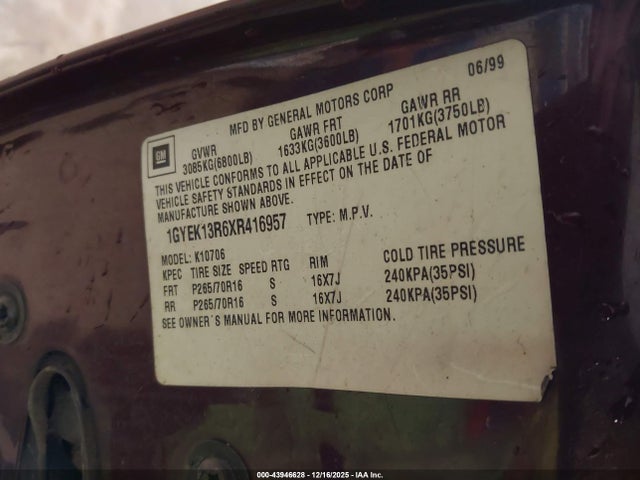 06/99
MFD BY GENERAL MOTORS CORP
GM
GVWR GAWR FRT GAWR RR
3085KG(6800LB) 1633KG(3600LB) 1701KG(3750LB)
THIS VEHICLE CONFORMS TO ALL APPLICABLE U.S. FEDERAL MOTOR
VEHICLE SAFETY STANDARDS IN EFFECT ON THE DATE OF
MANUFACTURE SHOWN ABOVE.
1GYEK13R6XR416957 TYPE: M.P.V.
MODEL: K10706
KPEC TIRE SIZE SPEED RTG RIM COLD TIRE PRESSURE
FRT P265/70R16 S 16X7J 240KPA(35PSI)
RR P265/70R16 S 16X7J 240KPA(35PSI)
SEE OWNER'S MANUAL FOR MORE INFORMATION.
000-43946628 - 12/16/2025 - IAA Inc.